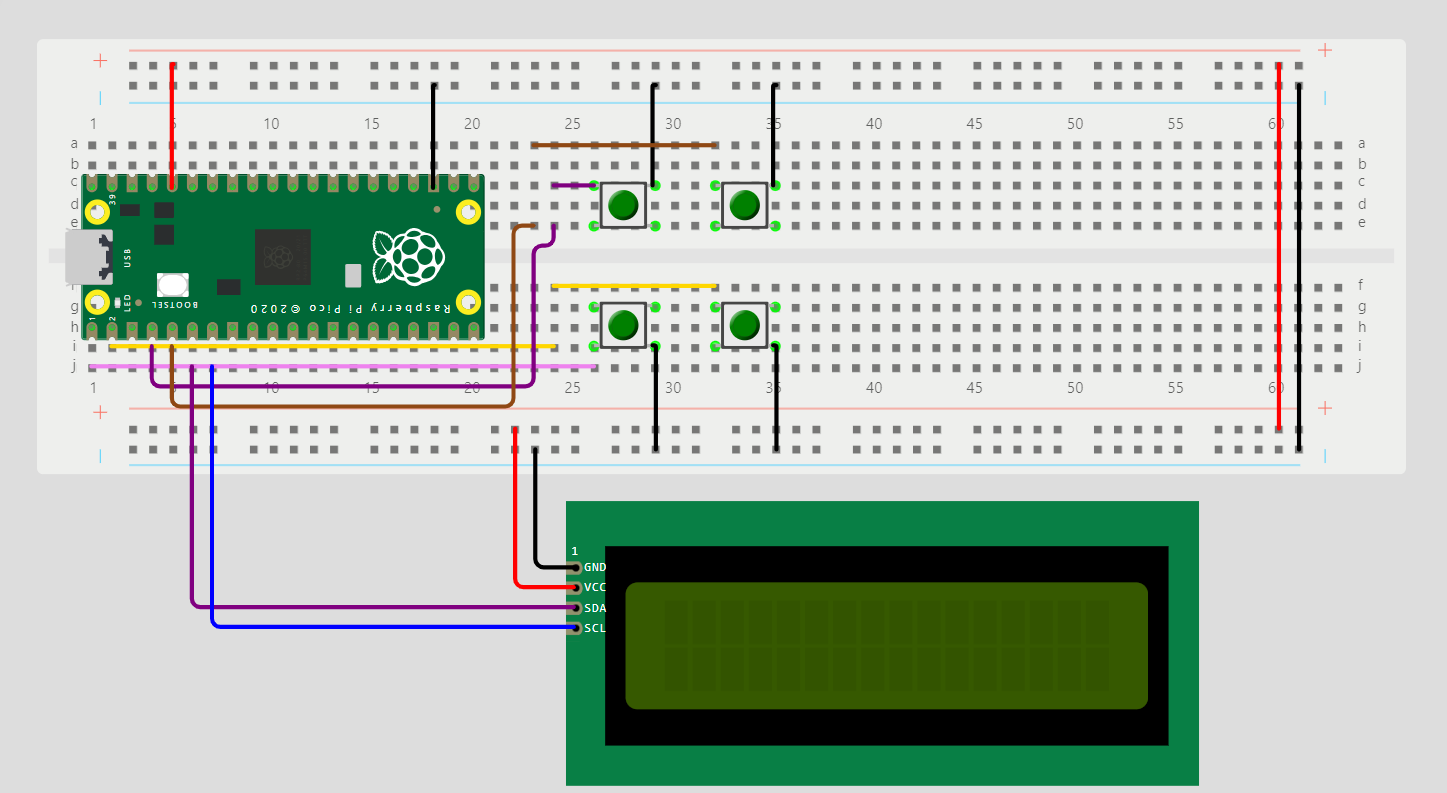 + +
| |
1 5 10 15 20 25 30 35 40 45 50 55 60
a a
b b
c c
d d
e e
f
g g
h h
i i
j j
39
USB
LED
BOOTSEL
1
2
Raspberry Pi Pico © 2020
1 5 10 15 20 25 30 35 40 45 50 55 60
+ +
| |
1
GND
VCC
SDA
SCL